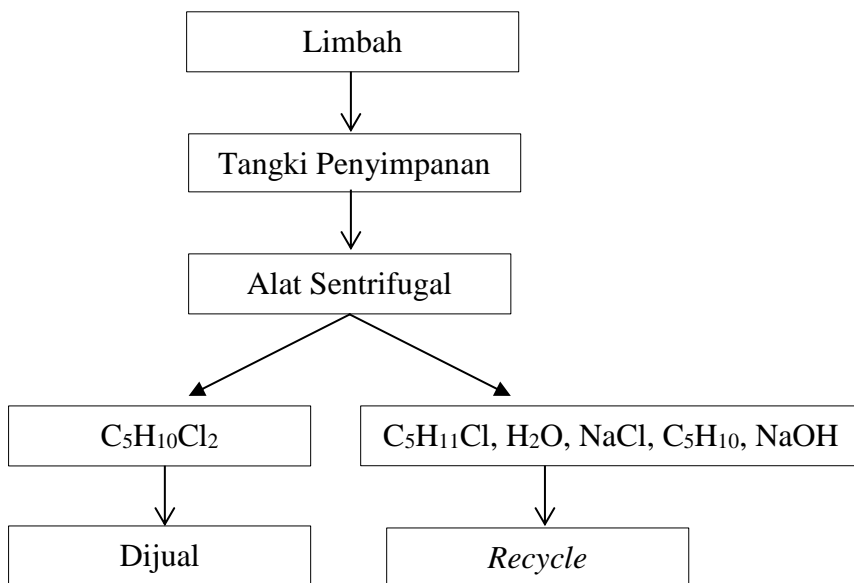 Limbah
Tangki Penyimpanan
Alat Sentrifugal
C₅H₁₀Cl₂
C₅H₁₁Cl, H₂O, NaCl, C₅H₁₀, NaOH
Dijual
Recycle